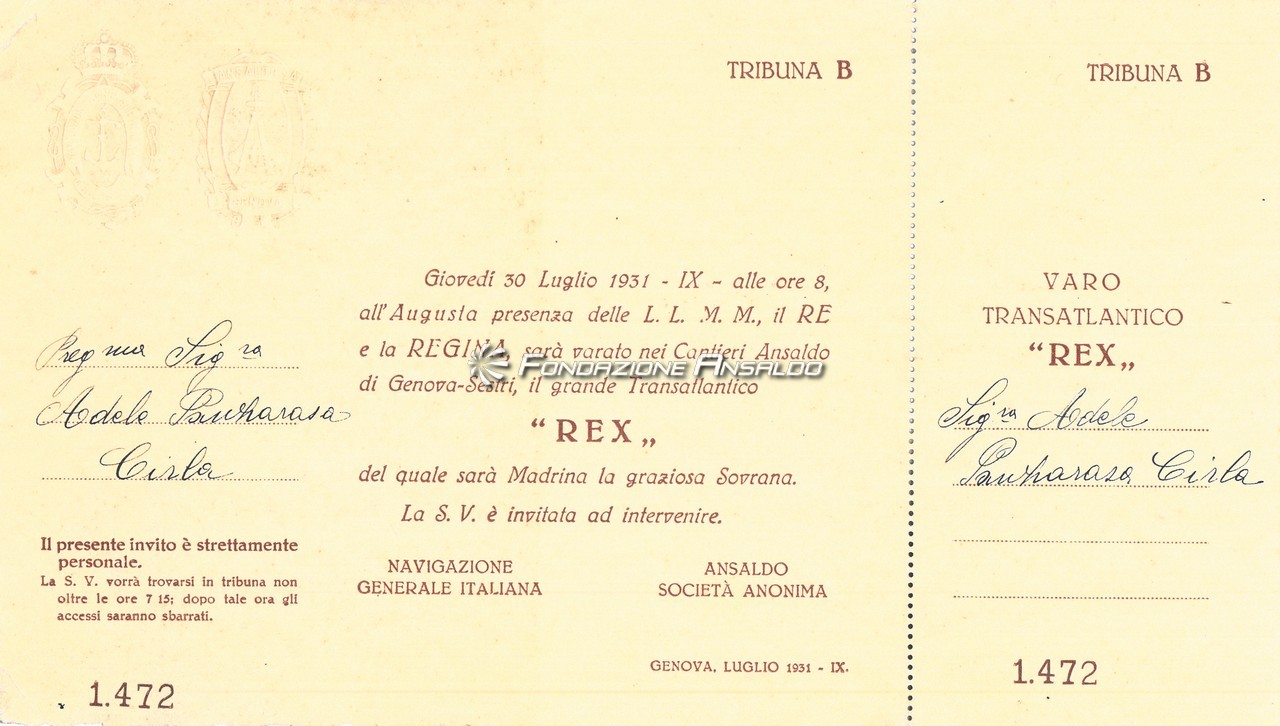 TRIBUNA B
Giovedí 30 Luglio 1931 - IX - alle ore 8,
all'Augusta presenza delle L. L. M. M., il RE
e la REGINA, sarà varato nei Cantieri Ansaldo
di Genova-Sestri, il grande Transatlantico
“REX„
del quale sarà Madrina la graziosa Sovrana.
La S. V. è invitata ad intervenire.
NAVIGAZIONE
GENERALE ITALIANA
ANSALDO
SOCIETÀ ANONIMA
GENOVA, LUGLIO 1931 - IX.
Preg ma Sig ra
Adele
Cirla
Il presente invito è strettamente
personale.
La S. V. vorrà trovarsi in tribuna non
oltre le ore 7 15; dopo tale ora gli
accessi saranno sbarrati.
1.472
FONDAZIONE ANSALDO
TRIBUNA B
VARO
TRANSATLANTICO
“REX„
Sig ra Adele
Cirla
1.472